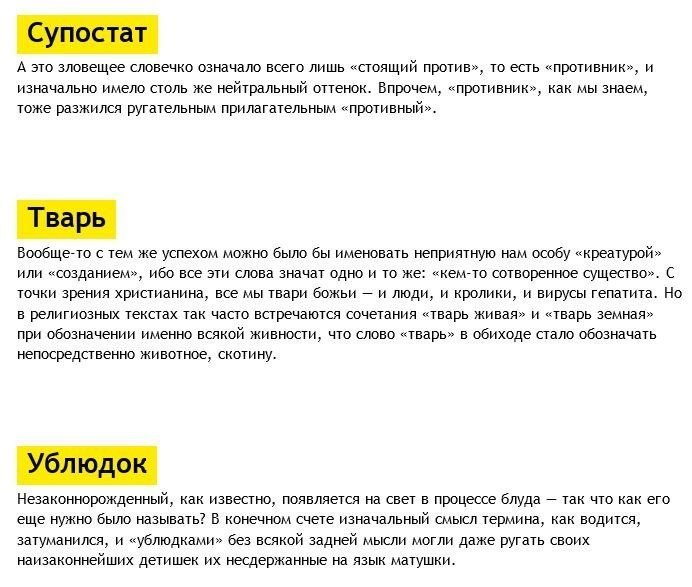 Супостат
А это зловещее словечко означало всего лишь «стоящий против», то есть «противник», и
изначально имело столь же нейтральный оттенок. Впрочем, «противник», как мы знаем,
тоже разжился ругательным прилагательным «противный».
Тварь
Вообще-то с тем же успехом можно было бы именовать неприятную нам особу «креатурой»
или «созданием», ибо все эти слова значат одно и то же: «кем-то сотворенное существо». С
точки зрения христианина, все мы твари божьи — и люди, и кролики, и вирусы гепатита. Но
в религиозных текстах так часто встречаются сочетания «тварь живая» и «тварь земная»
при обозначении именно всякой живности, что слово «тварь» в обиходе стало обозначать
непосредственно животное, скотину.
Ублюдок
Незаконнорожденный, как известно, появляется на свет в процессе блуда — так что как его
еще нужно было называть? В конечном счете изначальный смысл термина, как водится,
затуманился, и «ублюдками» без всякой задней мысли могли даже ругать своих
наизаконнейших детишек их несдержанные на язык матушки.